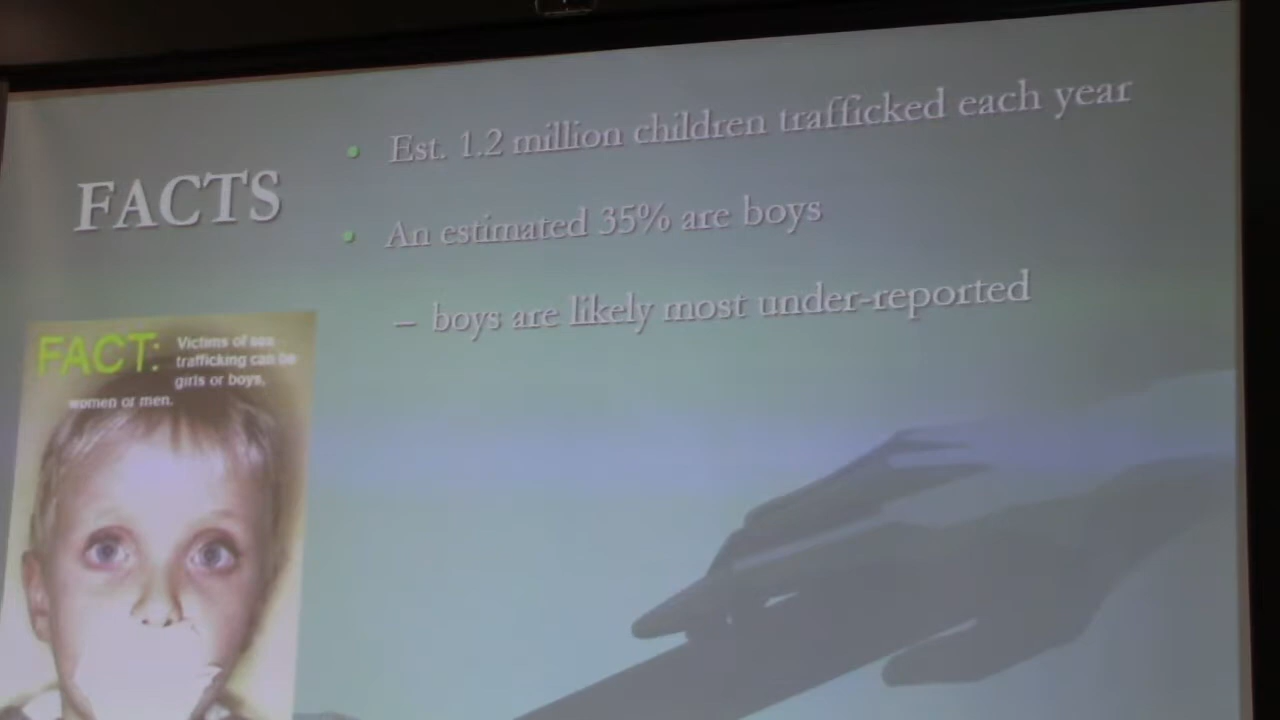 FACTS
Est. 1.2 million children trafficked each year
An estimated 35% are boys
– boys are likely most under-reported
FACT: Victims of sex
trafficking can be
girls or boys,
women or men.